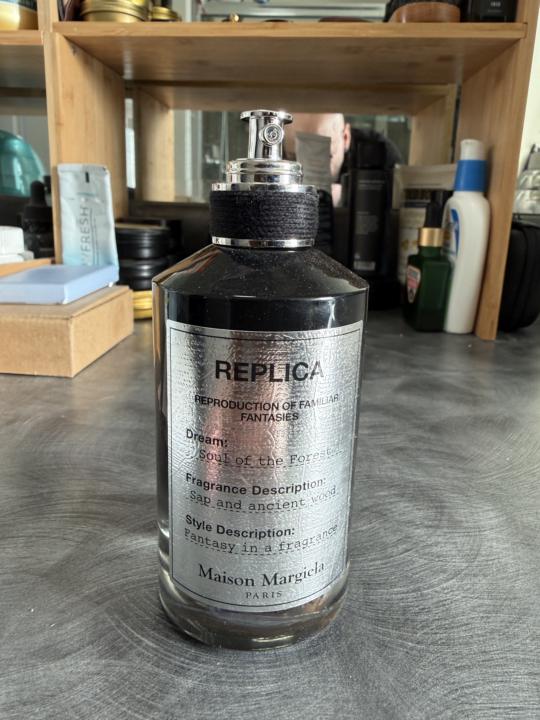 REPLICA
REPRODUCTION OF FAMILIAR
FANTASIES
Dream:
Soul of the Forest
Fragrance Description:
Sap and ancient wood
Style Description:
Fantasy in a fragrance
Maison Margiela
PARIS